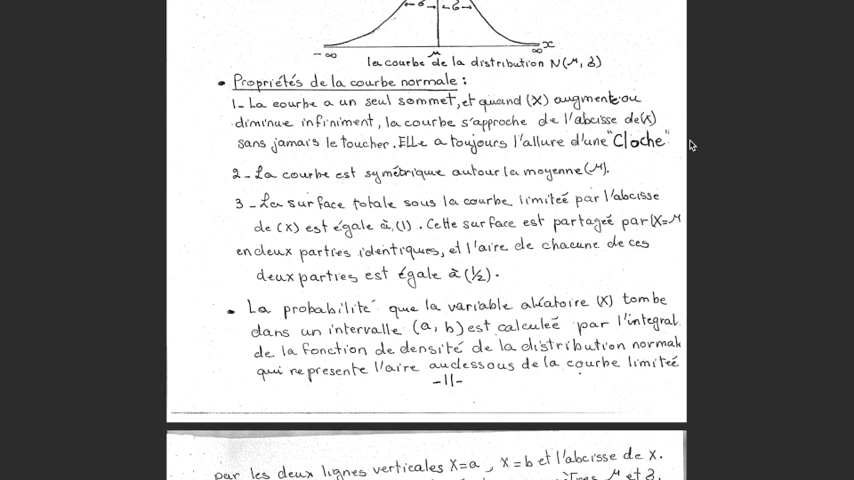 σ σ
-∞ μ ∞ x
la courbe de la distribution N(μ, δ)
• Propriétés de la courbe normale :
1- La courbe a un seul sommet, et quand (X) augmente ou
diminue infiniment, la courbe s'approche de l'abcisse de (X)
sans jamais le toucher. Elle a toujours l'allure d'une "Cloche"
2- La courbe est symétrique autour la moyenne (μ).
3- La surface totale sous la courbe limiteé par l'abcisse
de (X) est égale à (1). Cette surface est partageé par (X=μ
en deux parties identiques, et l'aire de chacune de ces
deux parties est égale à (1/2).
• La probabilité que la variable aléatoire (X) tombe
dans un intervalle (a, b) est calculeé par l'integral
de la fonction de densité de la distribution normale
qui represente l'aire audessous de la courbe limiteé
-11-
par les deux lignes verticales X=a, X=b et l'abcisse de X.
μ et δ.